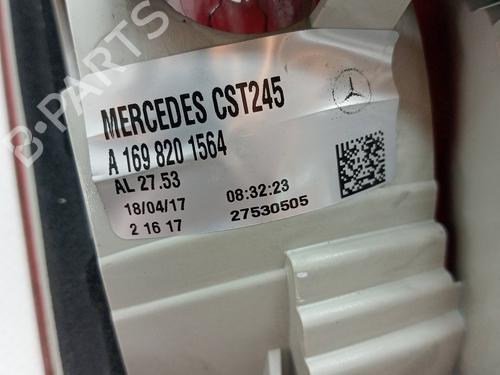 B-PARTS
MERCEDES CST245
A 169 820 1564
AL 27.53
18/04/17 08:32:23
2 16 17 27530505